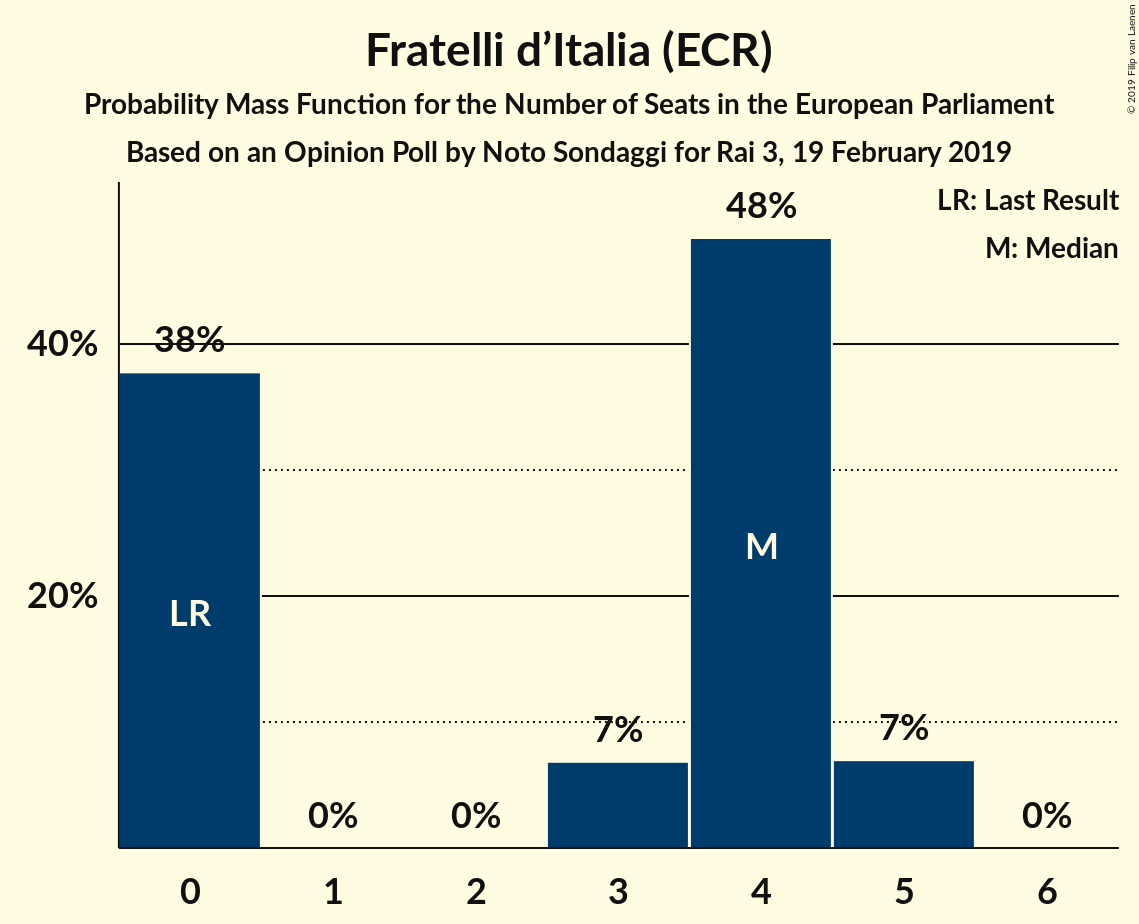 Fratelli d’Italia (ECR)
Probability Mass Function for the Number of Seats in the European Parliament
Based on an Opinion Poll by Noto Sondaggi for Rai 3, 19 February 2019
© 2019 Filip van Laenen
LR: Last Result
M: Median
48%
40%
38%
M
20%
LR
7%
7%
0%
0%
0%
0 1 2 3 4 5 6